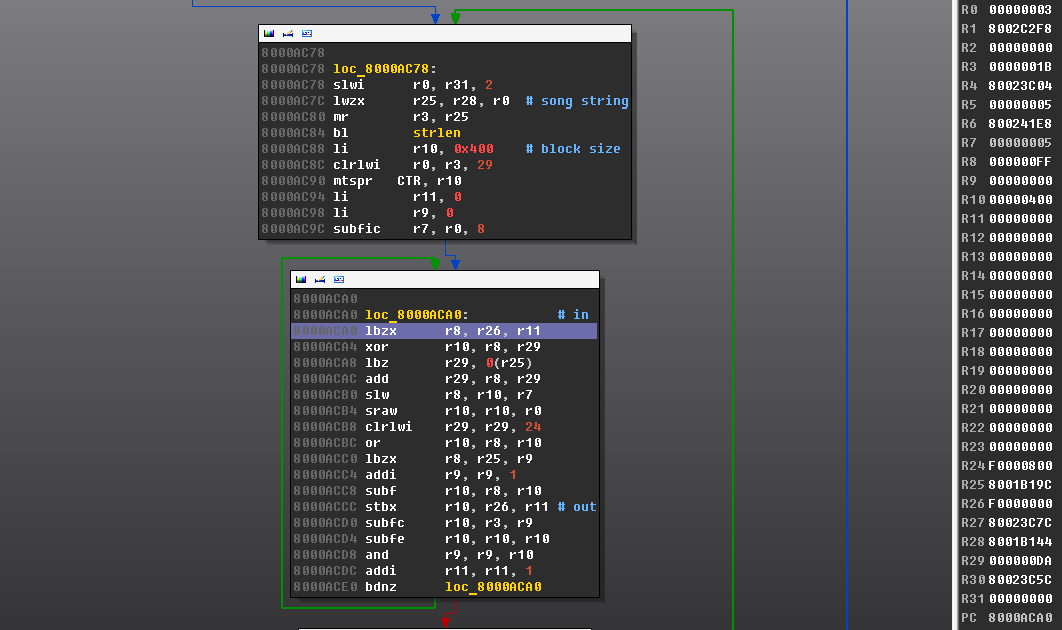 8000AC78
8000AC78 loc_8000AC78:
8000AC78 slwi r0, r31, 2
8000AC7C lwzx r25, r28, r0 # song string
8000AC80 mr r3, r25
8000AC84 bl strlen
8000AC88 li r10, 0x400 # block size
8000AC8C clrlwi r0, r3, 29
8000AC90 mtspr CTR, r10
8000AC94 li r11, 0
8000AC98 li r9, 0
8000AC9C subfic r7, r0, 8
8000ACA0
8000ACA0 loc_8000ACA0: # in
8000ACA0 lbzx r8, r26, r11
8000ACA4 xor r10, r8, r29
8000ACA8 lbz r29, 0(r25)
8000ACAC add r29, r8, r29
8000ACB0 slw r8, r10, r7
8000ACB4 sraw r10, r10, r0
8000ACB8 clrlwi r29, r29, 24
8000ACBC or r10, r8, r10
8000ACC0 lbzx r8, r25, r9
8000ACC4 addi r9, r9, 1
8000ACC8 subf r10, r8, r10
8000ACCC stbx r10, r26, r11 # out
8000ACD0 subfc r10, r3, r9
8000ACD4 subfe r10, r10, r10
8000ACD8 and r9, r9, r10
8000ACDC addi r11, r11, 1
8000ACE0 bdnz loc_8000ACA0
R0 00000003
R1 8002C2F8
R2 00000000
R3 0000001B
R4 80023C04
R5 00000005
R6 800241E8
R7 00000005
R8 000000FF
R9 00000000
R10 00000400
R11 00000000
R12 00000000
R13 00000000
R14 00000000
R15 00000000
R16 00000000
R17 00000000
R18 00000000
R19 00000000
R20 00000000
R21 00000000
R22 00000000
R23 00000000
R24 F0000800
R25 8001B19C
R26 F0000000
R27 80023C7C
R28 8001B144
R29 000000DA
R30 80023C5C
R31 00000000
PC 8000ACA0